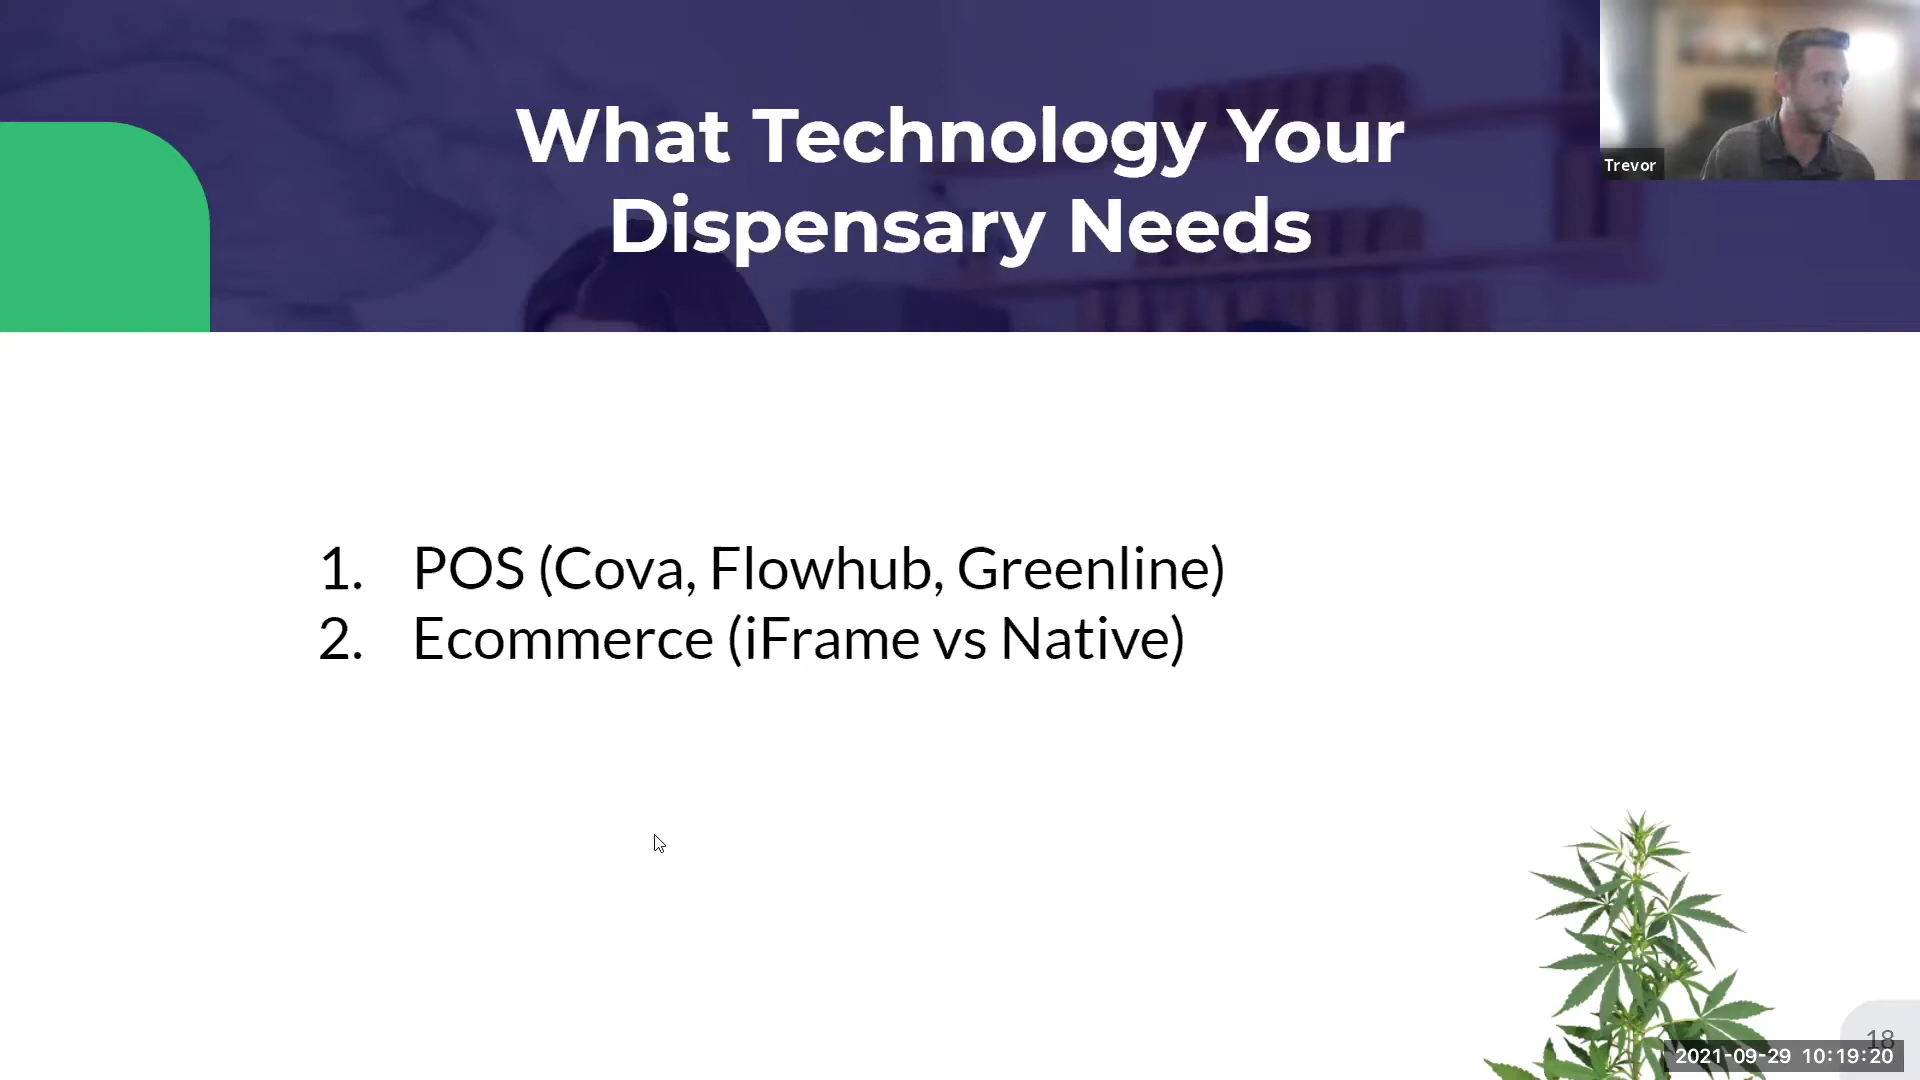 What Technology Your
Dispensary Needs
Trevor
1. POS (Cova, Flowhub, Greenline)
2. Ecommerce (iFrame vs Native)
18
2021-09-29 10:19:20